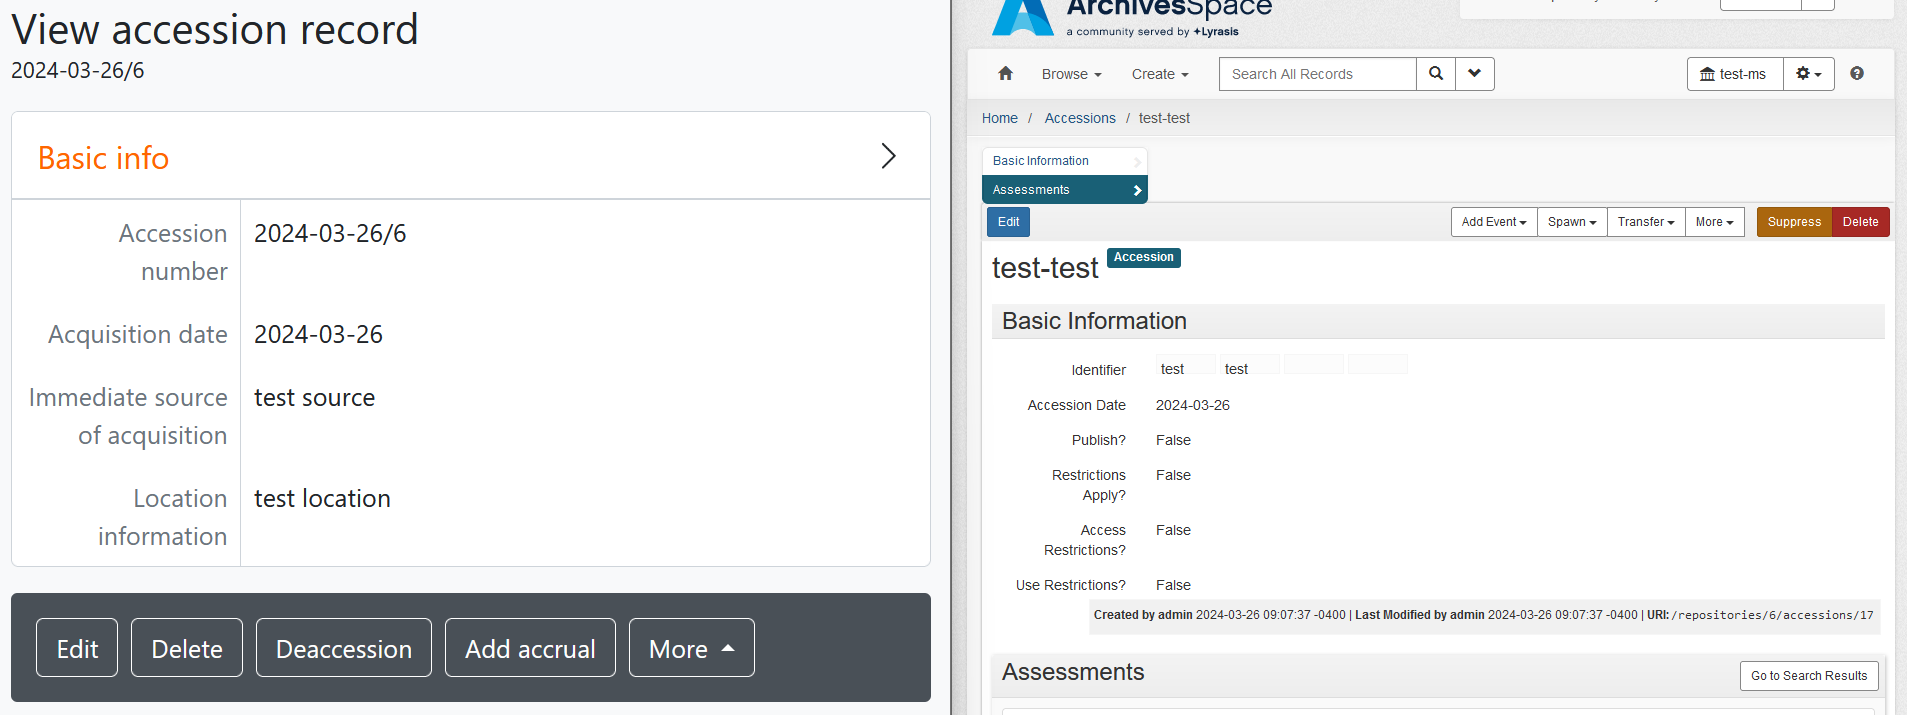 View accession record
2024-03-26/6
Basic info
Accession number 2024-03-26/6
Acquisition date 2024-03-26
Immediate source of acquisition test source
Location information test location
Edit Delete Deaccession Add accrual More
ArchivesSpace
a community served by Lyrasis
Browse Create Search All Records test-ms
Home / Accessions / test-test
Basic Information
Assessments
Edit Add Event Spawn Transfer More Suppress Delete
test-test Accession
Basic Information
Identifier test test
Accession Date 2024-03-26
Publish? False
Restrictions Apply? False
Access Restrictions? False
Use Restrictions? False
Created by admin 2024-03-26 09:07:37 -0400 | Last Modified by admin 2024-03-26 09:07:37 -0400 | URI: /repositories/6/accessions/17
Assessments Go to Search Results